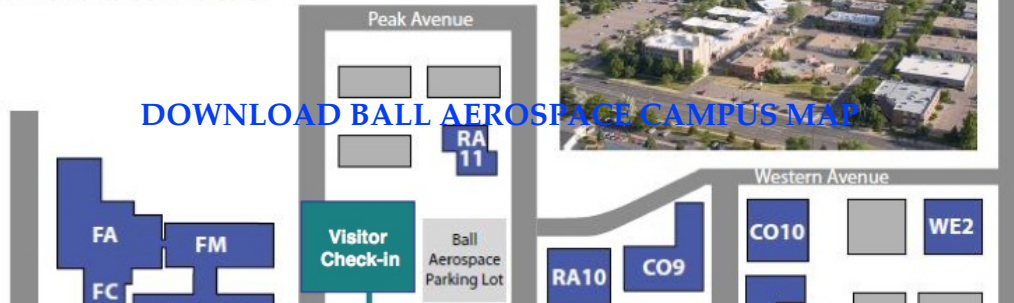 Peak Avenue
DOWNLOAD BALL AEROSPACE CAMPUS MAP
RA
11
Western Avenue
FA
FM
Visitor
Check-in
Ball
Aerospace
Parking Lot
CO10
WE2
RA10
CO9
FC